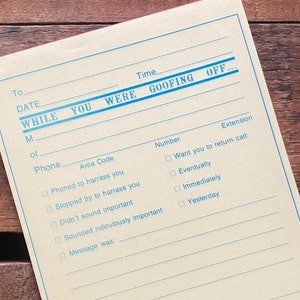 To Time
DATE
WHILE YOU WERE GOOFING OFF...
M
of
Phone
Area Code Number Extension
□ Phoned to harrass you □ Want you to return call:
□ Stopped by to harrass you □ Eventually
□ Didn't sound important □ Immediately
□ Sounded ridiculously important □ Yesterday
□ Message was: